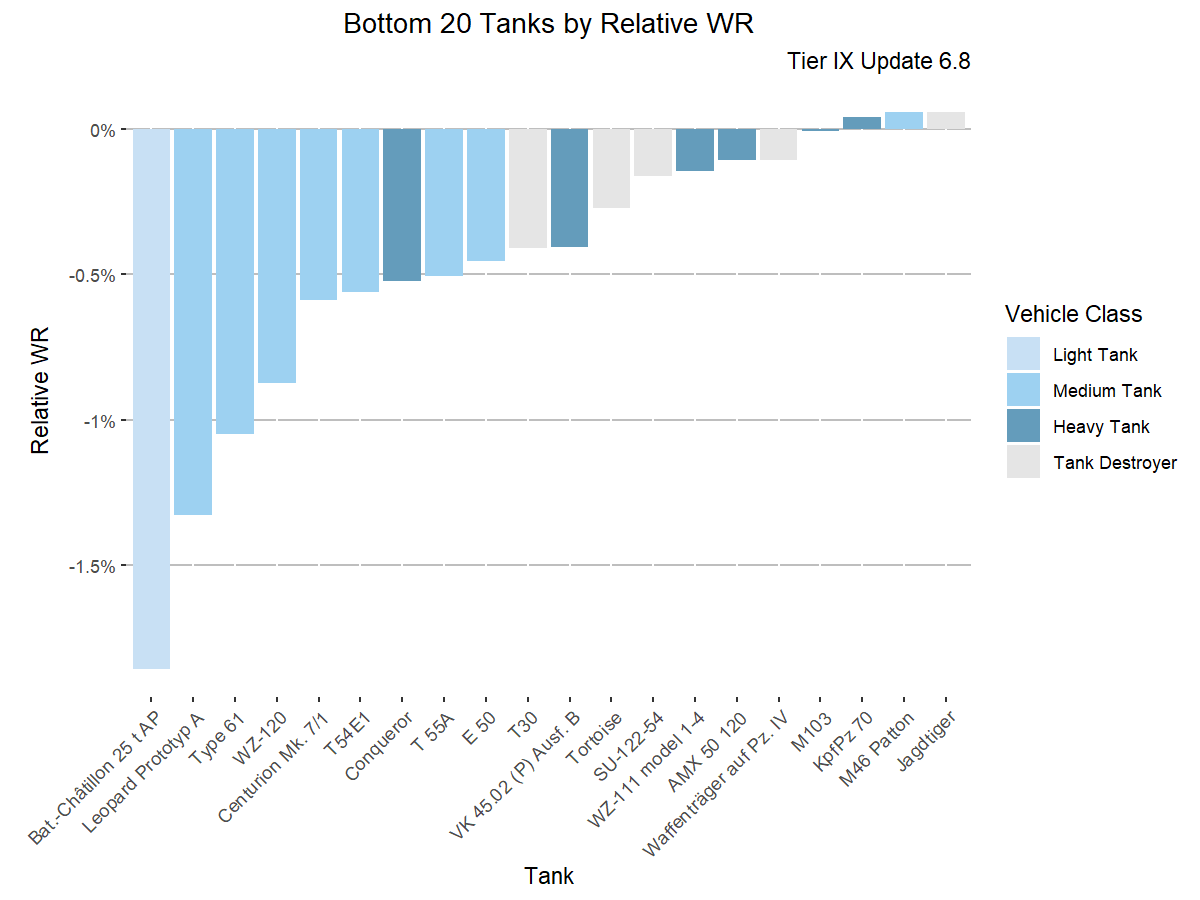 Bottom 20 Tanks by Relative WR
Tier IX Update 6.8
Relative WR
0%
-0.5%
-1%
-1.5%
Bat.-Châtillon 25 t AP
Leopard Prototyp A
Type 61
WZ-120
Centurion Mk. 7/1
T54E1
Conqueror
T 55A
E 50
T30
VK 45.02 (P) Ausf. B
Tortoise
SU-122-54
WZ-111 model 1-4
AMX 50 120
Waffenträger auf Pz. IV
M103
KpfPz 70
M46 Patton
Jagdtiger
Tank
Vehicle Class
Light Tank
Medium Tank
Heavy Tank
Tank Destroyer